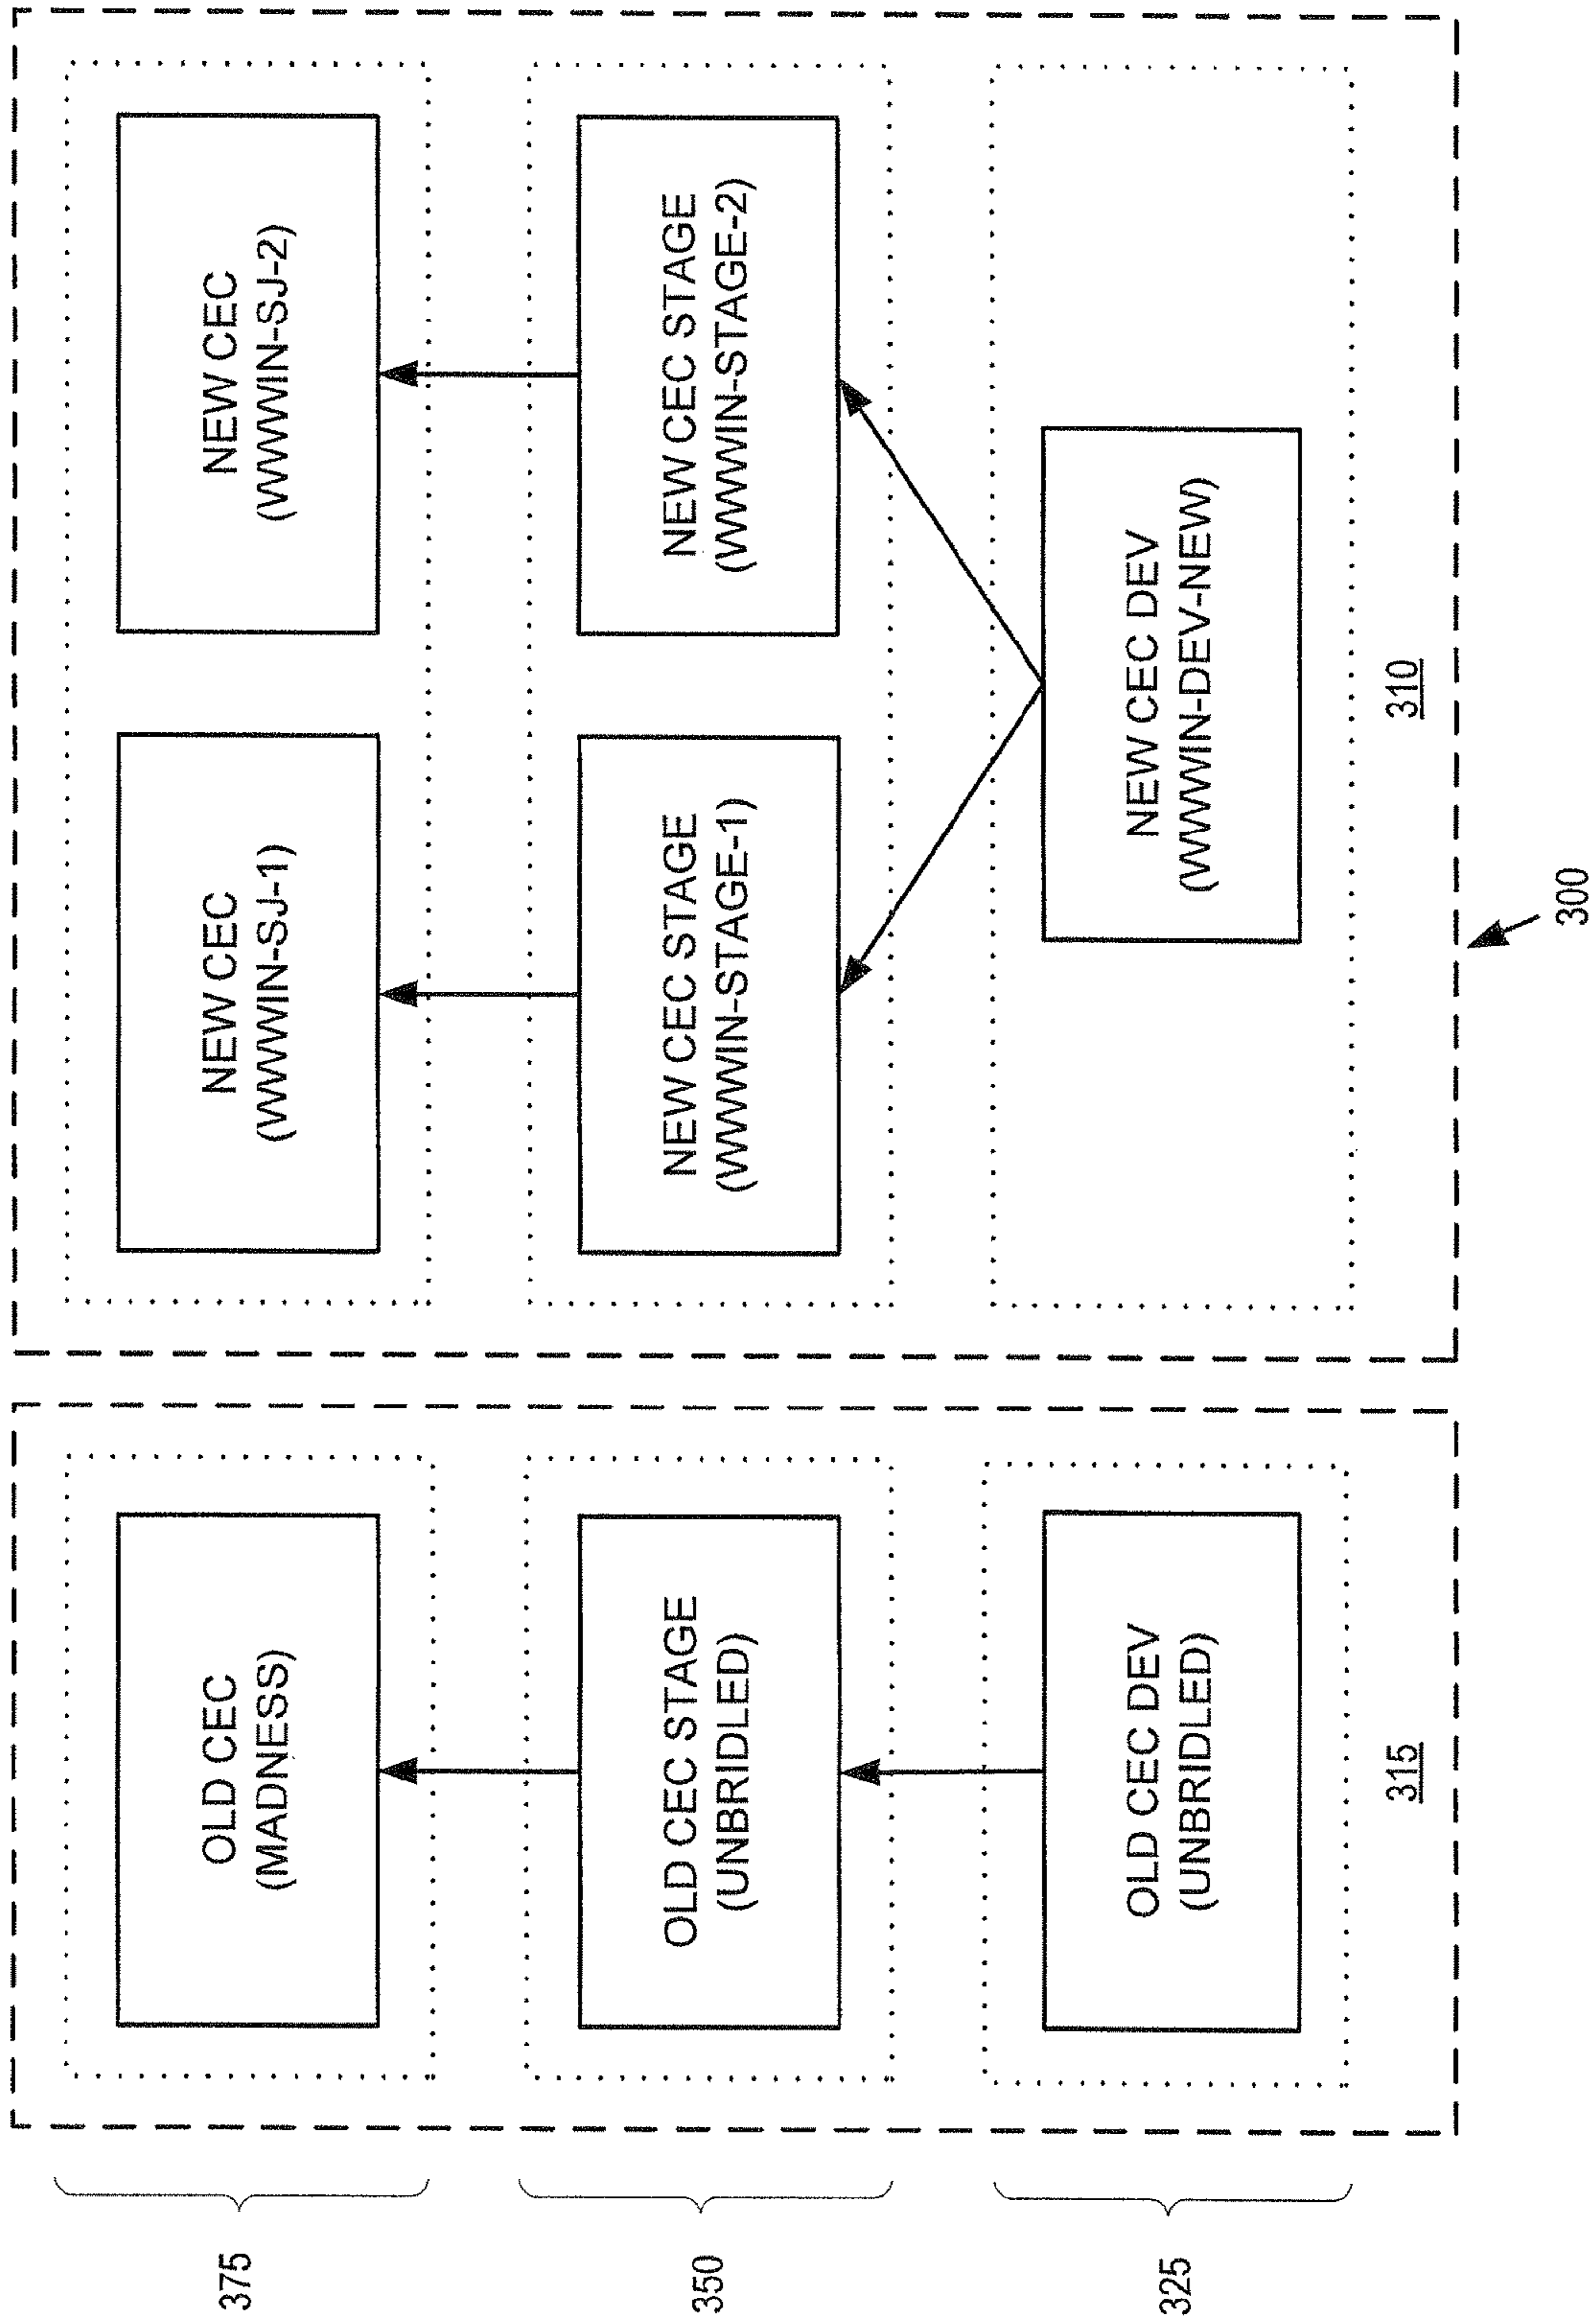 375
OLD CEC
(MADNESS)
NEW CEC
(WWWIN-SJ-1)
NEW CEC
(WWWIN-SJ-2)
350
OLD CEC STAGE
(UNBRIDLED)
NEW CEC STAGE
(WWWIN-STAGE-1)
NEW CEC STAGE
(WWWIN-STAGE-2)
325
OLD CEC DEV
(UNBRIDLED)
NEW CEC DEV
(WWWIN-DEV-NEW)
315
310
300